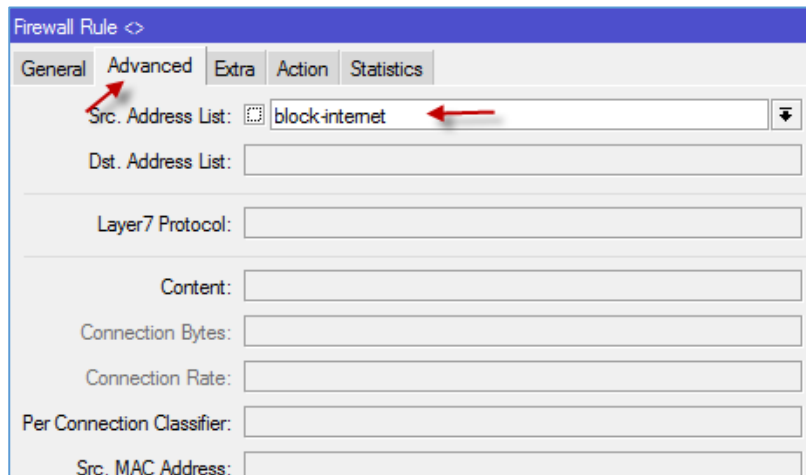 Firewall Rule <>
General Advanced Extra Action Statistics
Src. Address List: block-internet
Dst. Address List:
Layer7 Protocol:
Content:
Connection Bytes:
Connection Rate:
Per Connection Classifier:
Src. MAC Address: